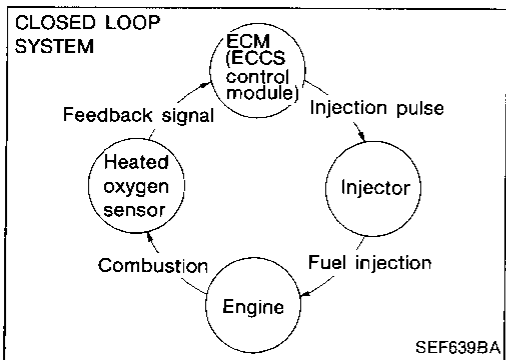 CLOSED LOOP
SYSTEM
ECM
(ECCS
control
module)
Feedback signal
Injection pulse
Heated
oxygen
sensor
Injector
Combustion
Fuel injection
Engine
SEF639BA